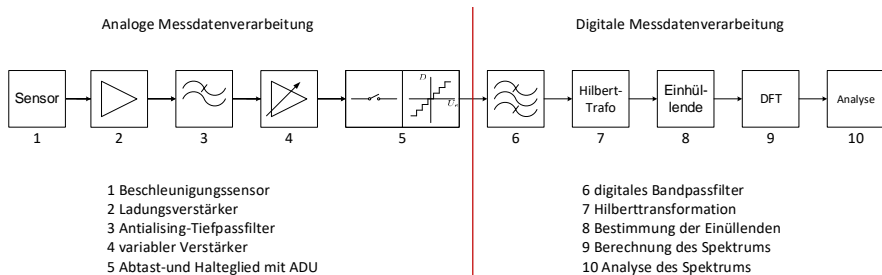 Analoge Messdatenverarbeitung
Digitale Messdatenverarbeitung
Sensor
D
U_e
Hilbert-
Trafo
Einhül-
lende
DFT
Analyse
1
2
3
4
5
6
7
8
9
10
1 Beschleunigungssensor
2 Ladungsverstärker
3 Antialising-Tiefpassfilter
4 variabler Verstärker
5 Abtast-und Halteglied mit ADU
6 digitales Bandpassfilter
7 Hilberttransformation
8 Bestimmung der Einüllenden
9 Berechnung des Spektrums
10 Analyse des Spektrums